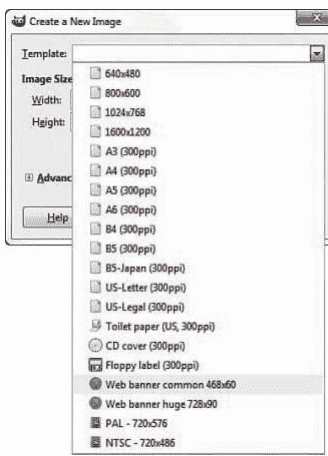 Create a New Image
Template:
640x480
Image Size
800x600
Width:
1024x768
Height:
1600x1200
A3 (300ppi)
A4 (300ppi)
Advanc
A5 (300ppi)
A6 (300ppi)
Help
B4 (300ppi)
B5 (300ppi)
B5-Japan (300ppi)
US-Letter (300ppi)
US-Legal (300ppi)
Toilet paper (US, 300ppi)
CD cover (300ppi)
Floppy label (300ppi)
Web banner common 468x60
Web banner huge 728x90
PAL - 720x576
NTSC - 720x486